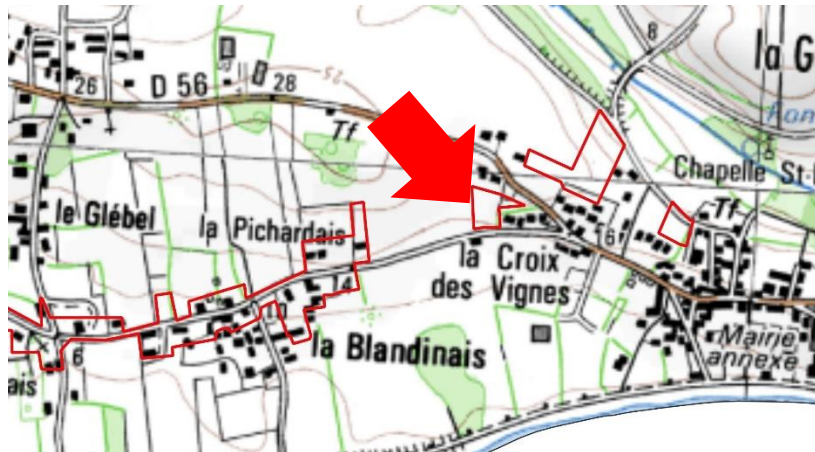 8
la G
D 56
28
26
25
Tf
Chapelle St-
le Glébel
la Pichardais
Tf
6
la Croix
des Vignes
14
10
la Blandinais
Mairie
annexe
6
ais